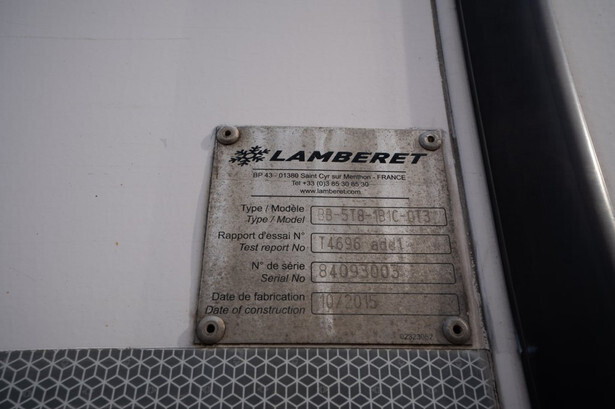 LAMBERET
BP 43 - 01380 Saint Cyr sur Menthon - FRANCE
Tel +33 (0)3 85 30 85 30
www.lamberet.com
Type / Modèle
Type / Model
Rapport d'essai N° T4696 add1
Test report No
N° de série 84093003
Serial No
Date de fabrication 10/2015
Date of construction